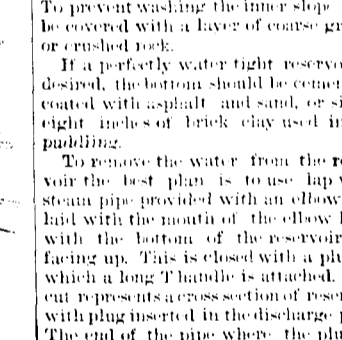 To prevent washing the inner slope
be covered with a layer of coarse gr
or crushed rock.
If a perfectly water tight reservo
desired, the bottom should be cemen
coated with asphalt and sand, or si
eight inches of brick clay used in
puddling.
To remove the water from the re
voir the best plan is to use lap w
steam pipe provided with an elbow
laid with the mouth of the elbow l
with the bottom of the reservoir
facing up. This is closed with a plu
which a long T handle is attached.
cut represents a cross section of reser
with plug inserted in the discharge p
The end of the pipe where the plu